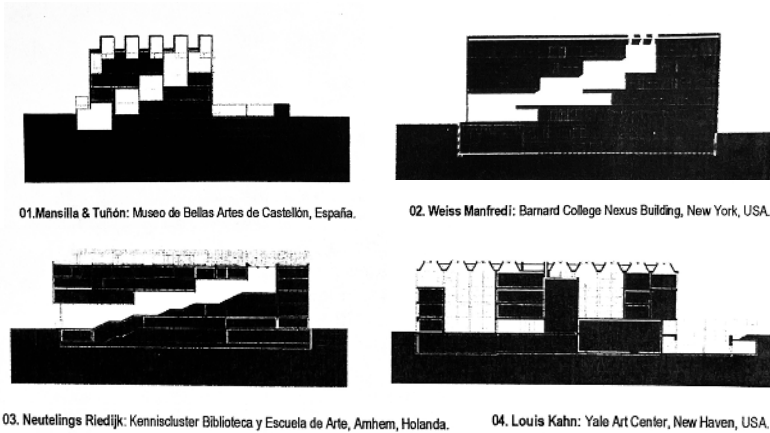 01.Mansilla & Tuñón: Museo de Bellas Artes de Castellón, España.
02. Weiss Manfredi: Barnard College Nexus Building, New York, USA.
03. Neutelings Riedijk: Kenniscluster Biblioteca y Escuela de Arte, Arnhem, Holanda.
04. Louis Kahn: Yale Art Center, New Haven, USA.